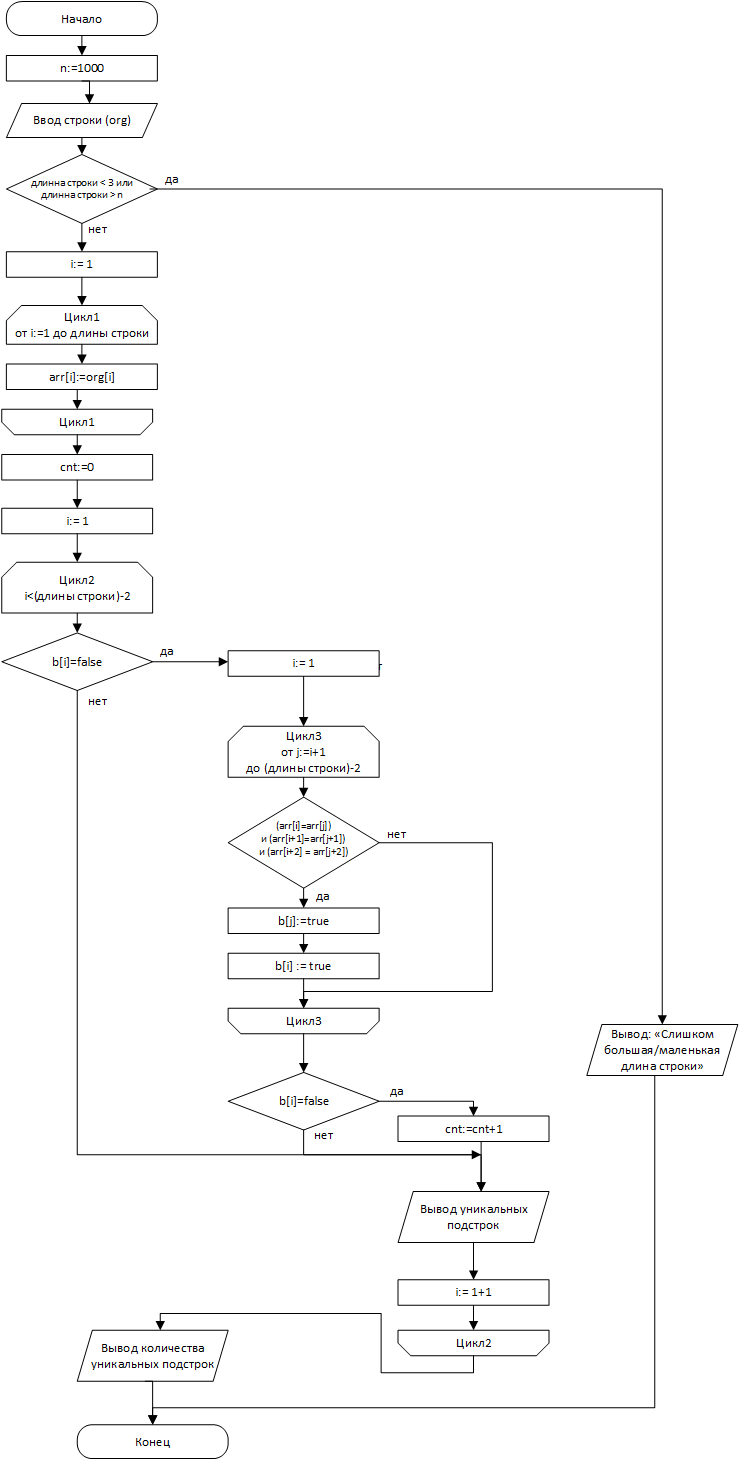 Начало
n:=1000
Ввод строки (org)
длинна строки < 3 или
длинна строки > n
да
нет
i:= 1
Цикл1
от i:=1 до длины строки
arr[i]:=org[i]
Цикл1
cnt:=0
i:= 1
Цикл2
i<(длины строки)-2
b[i]=false
да
нет
i:= 1
Цикл3
от j:=i+1
до (длины строки)-2
(arr[i]=arr[j])
и (arr[i+1]=arr[j+1])
и (arr[i+2] = arr[j+2])
нет
да
b[j]:=true
b[i] := true
Цикл3
b[i]=false
да
нет
cnt:=cnt+1
Вывод: «Слишком
большая/маленькая
длина строки»
Вывод уникальных
подстрок
i:= 1+1
Цикл2
Вывод количества
уникальных подстрок
Конец